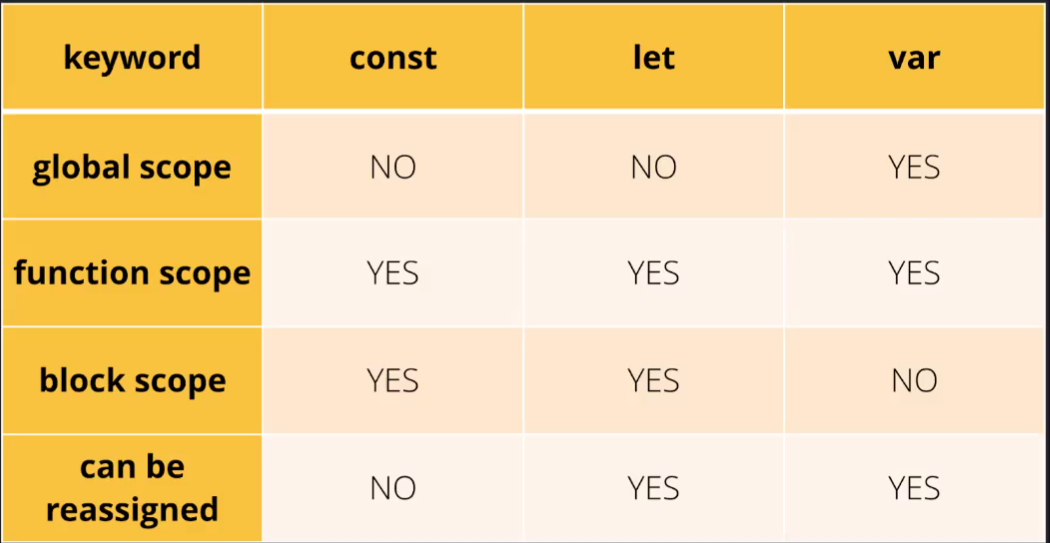 keyword const let var
global scope NO NO YES
function scope YES YES YES
block scope YES YES NO
can be
reassigned NO YES YES